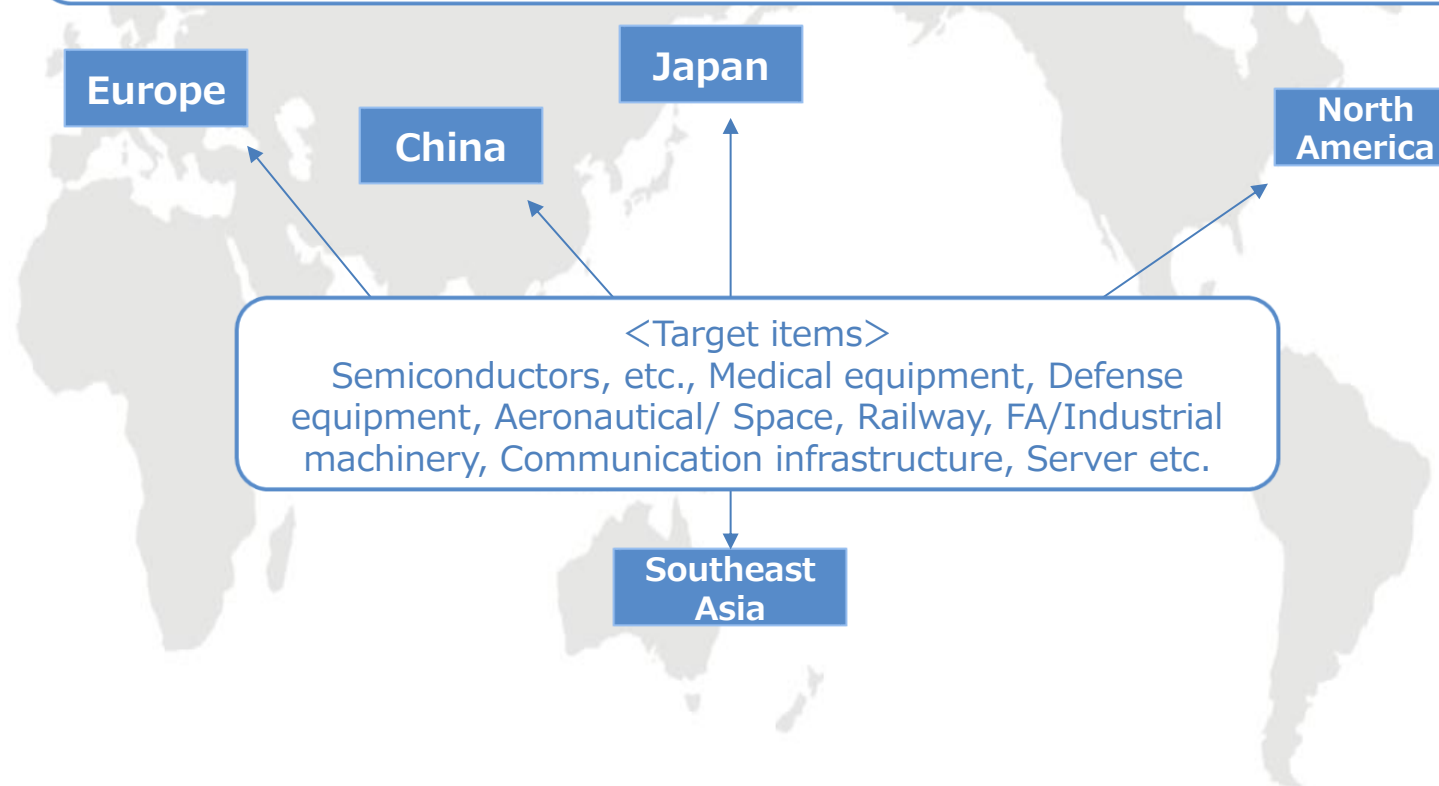 Japan
Europe
North
America
China
＜Target items＞
Semiconductors, etc., Medical equipment, Defense
equipment, Aeronautical/ Space, Railway, FA/Industrial
machinery, Communication infrastructure, Server etc.
Southeast
Asia